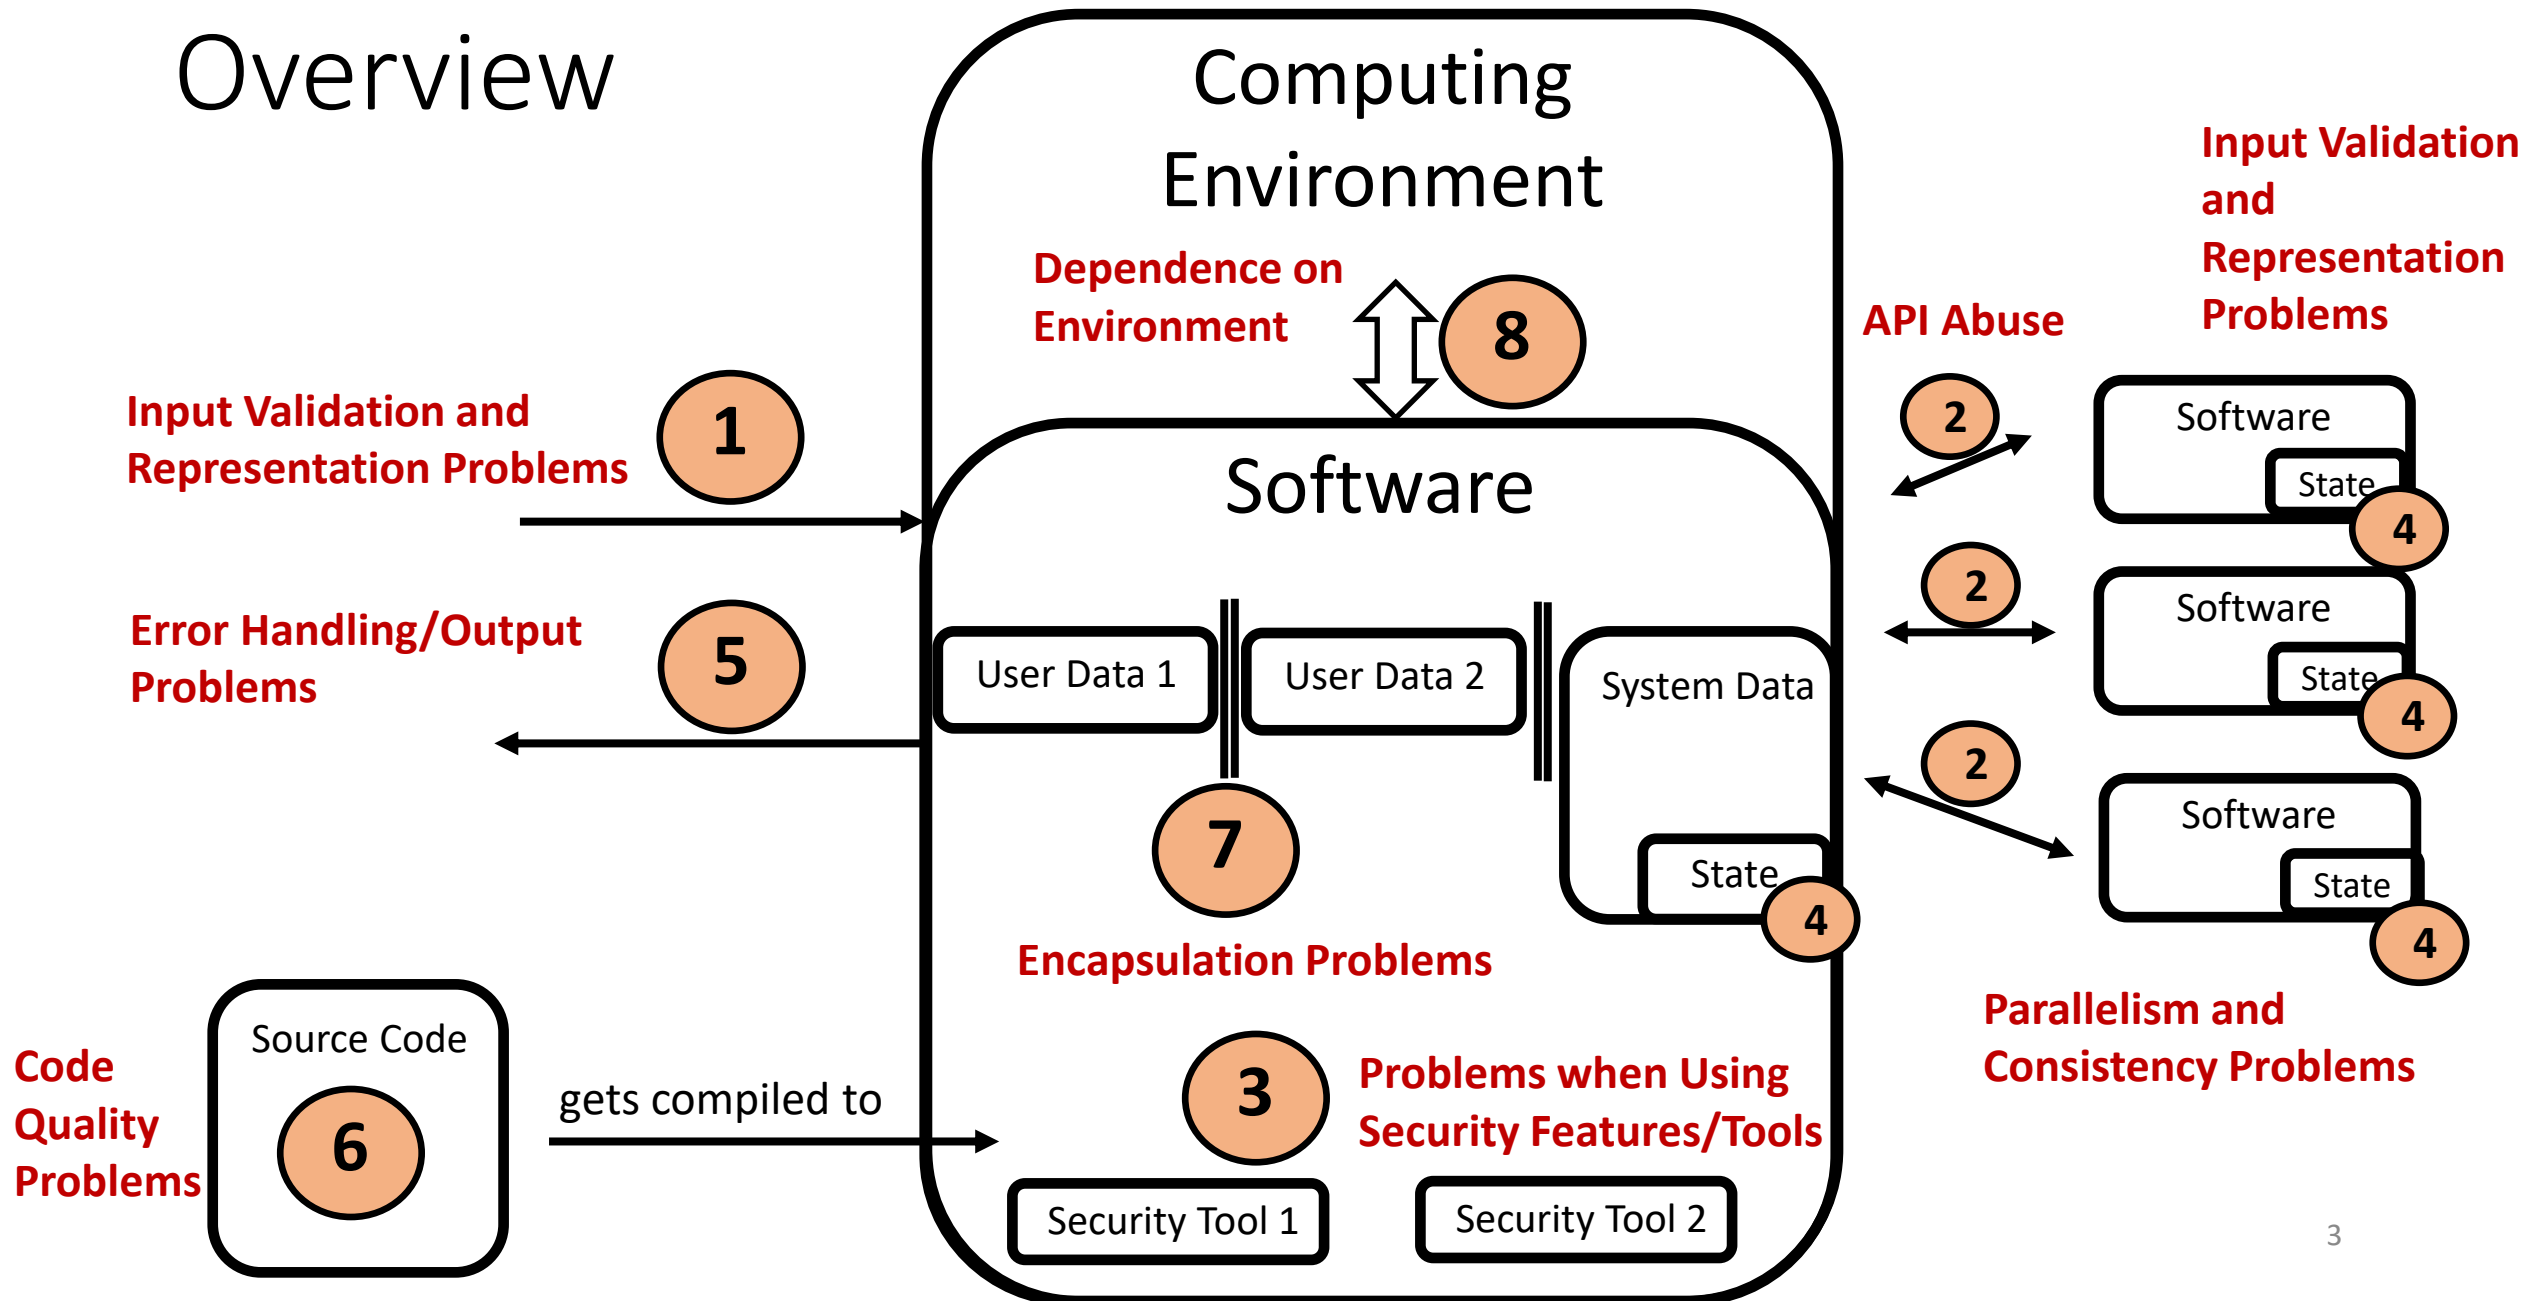 Overview
Computing
Environment
Dependence on
Environment
8
Input Validation
and
Representation
Problems
API Abuse
Input Validation and
Representation Problems
1
Software
2
Software
State
4
Error Handling/Output
Problems
5
User Data 1
User Data 2
System Data
State
4
7
Encapsulation Problems
2
Software
State
4
2
Software
State
4
Parallelism and
Consistency Problems
Code
Quality
Problems
Source Code
6
gets compiled to
3
Problems when Using
Security Features/Tools
Security Tool 1
Security Tool 2
3